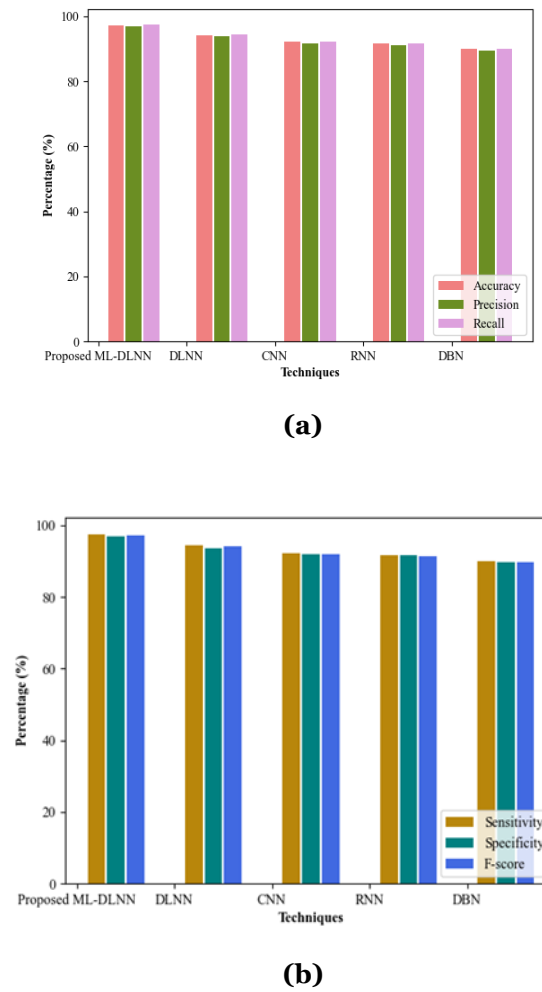 100
80
60
40
20
0
Percentage (%)
Accuracy
Precision
Recall
Proposed ML-DLNN DLNN CNN RNN DBN
Techniques
(a)
100
80
60
40
20
0
Percentage (%)
Sensitivity
Specificity
F-score
Proposed ML-DLNN DLNN CNN RNN DBN
Techniques
(b)